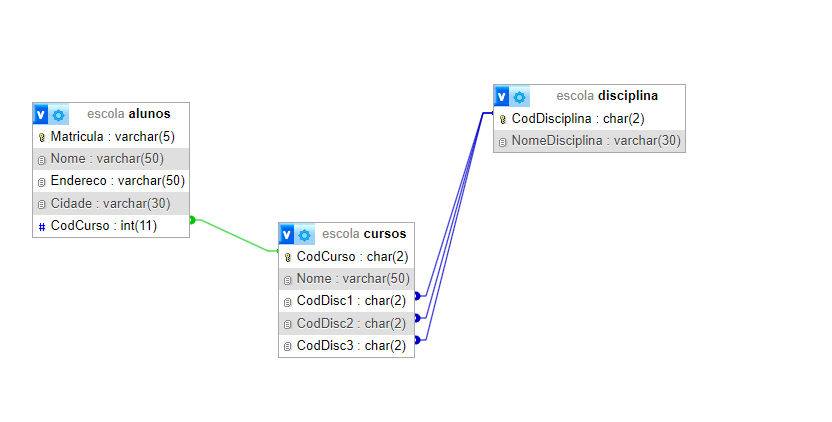 v escola alunos
Matricula : varchar(5)
Nome : varchar(50)
Endereco : varchar(50)
Cidade : varchar(30)
# CodCurso : int(11)
v escola cursos
CodCurso : char(2)
Nome : varchar(50)
CodDisc1 : char(2)
CodDisc2 : char(2)
CodDisc3 : char(2)
v escola disciplina
CodDisciplina : char(2)
NomeDisciplina : varchar(30)